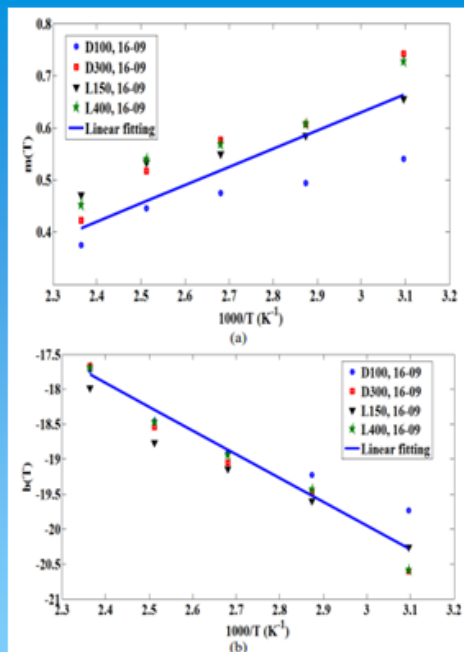 0.8
0.7
0.6
0.5
0.4
m(T)
D100, 16-09
D300, 16-09
L150, 16-09
L400, 16-09
Linear fitting
2.3 2.4 2.5 2.6 2.7 2.8 2.9 3 3.1 3.2
1000/T (K⁻¹)
(a)
-17.5
-18
-18.5
-19
-19.5
-20
-20.5
-21
b(T)
D100, 16-09
D300, 16-09
L150, 16-09
L400, 16-09
Linear fitting
2.3 2.4 2.5 2.6 2.7 2.8 2.9 3 3.1 3.2
1000/T (K⁻¹)
(b)